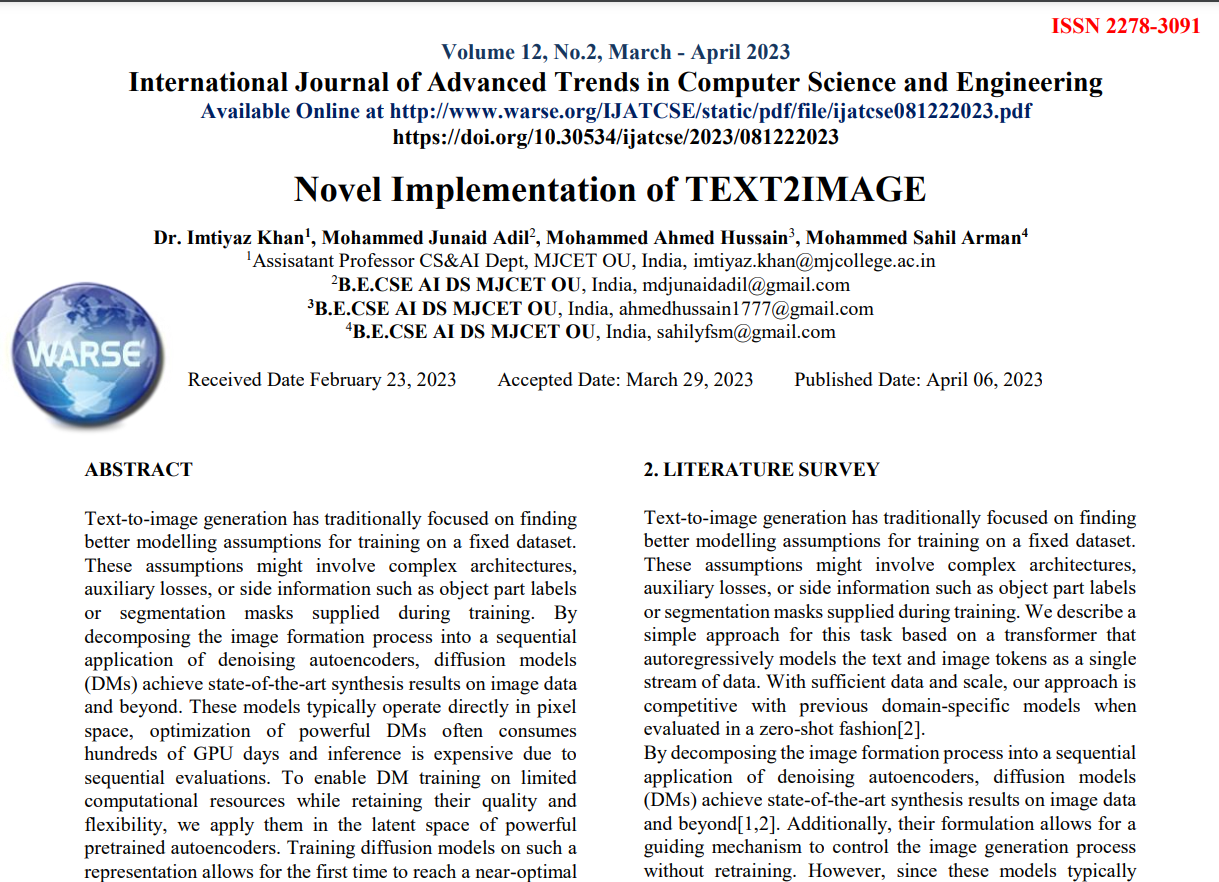 ISSN 2278-3091
Volume 12, No.2, March - April 2023
International Journal of Advanced Trends in Computer Science and Engineering
Available Online at http://www.warse.org/IJATCSE/static/pdf/file/ijatcse081222023.pdf
https://doi.org/10.30534/ijatcse/2023/081222023
Novel Implementation of TEXT2IMAGE
Dr. Imtiyaz Khan¹, Mohammed Junaid Adil², Mohammed Ahmed Hussain³, Mohammed Sahil Arman⁴
¹Assisatant Professor CS&AI Dept, MJCET OU, India, imtiyaz.khan@mjcollege.ac.in
²B.E.CSE AI DS MJCET OU, India, mdjunaidadil@gmail.com
³B.E.CSE AI DS MJCET OU, India, ahmedhussain1777@gmail.com
⁴B.E.CSE AI DS MJCET OU, India, sahilyfsm@gmail.com
WARSE
Received Date February 23, 2023 Accepted Date: March 29, 2023 Published Date: April 06, 2023
ABSTRACT
Text-to-image generation has traditionally focused on finding
better modelling assumptions for training on a fixed dataset.
These assumptions might involve complex architectures,
auxiliary losses, or side information such as object part labels
or segmentation masks supplied during training. By
decomposing the image formation process into a sequential
application of denoising autoencoders, diffusion models
(DMs) achieve state-of-the-art synthesis results on image data
and beyond. These models typically operate directly in pixel
space, optimization of powerful DMs often consumes
hundreds of GPU days and inference is expensive due to
sequential evaluations. To enable DM training on limited
computational resources while retaining their quality and
flexibility, we apply them in the latent space of powerful
pretrained autoencoders. Training diffusion models on such a
representation allows for the first time to reach a near-optimal
2. LITERATURE SURVEY
Text-to-image generation has traditionally focused on finding
better modelling assumptions for training on a fixed dataset.
These assumptions might involve complex architectures,
auxiliary losses, or side information such as object part labels
or segmentation masks supplied during training. We describe a
simple approach for this task based on a transformer that
autoregressively models the text and image tokens as a single
stream of data. With sufficient data and scale, our approach is
competitive with previous domain-specific models when
evaluated in a zero-shot fashion[2].
By decomposing the image formation process into a sequential
application of denoising autoencoders, diffusion models
(DMs) achieve state-of-the-art synthesis results on image data
and beyond[1,2]. Additionally, their formulation allows for a
guiding mechanism to control the image generation process
without retraining. However, since these models typically